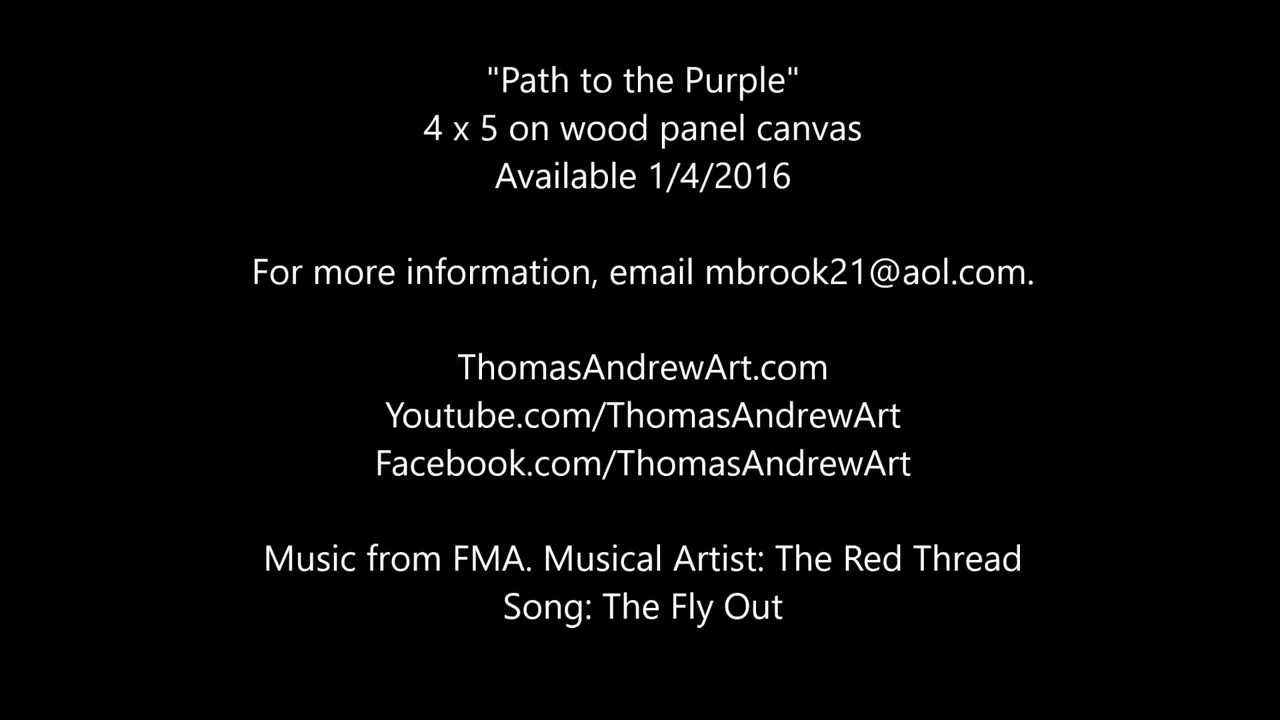 "Path to the Purple"
4 x 5 on wood panel canvas
Available 1/4/2016
For more information, email mbrook21@aol.com.
ThomasAndrewArt.com
Youtube.com/ThomasAndrewArt
Facebook.com/ThomasAndrewArt
Music from FMA. Musical Artist: The Red Thread
Song: The Fly Out